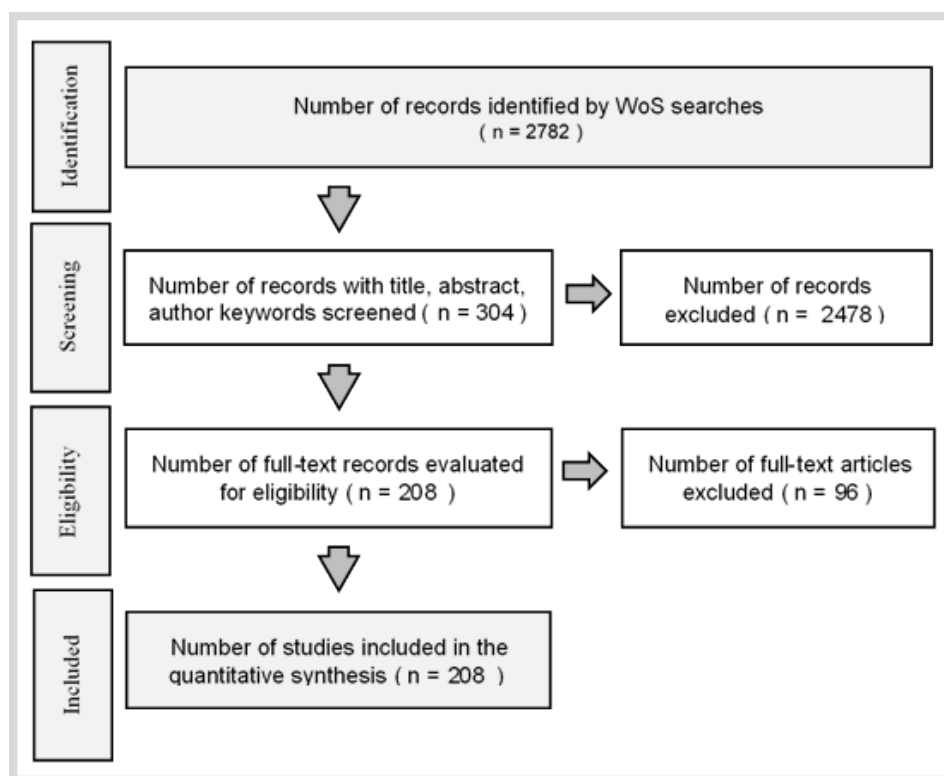 Identification
Number of records identified by WoS searches
( n = 2782 )
Screening
Number of records with title, abstract,
author keywords screened ( n = 304 )
Number of records
excluded ( n = 2478 )
Eligibility
Number of full-text records evaluated
for eligibility ( n = 208 )
Number of full-text articles
excluded ( n = 96 )
Included
Number of studies included in the
quantitative synthesis ( n = 208 )